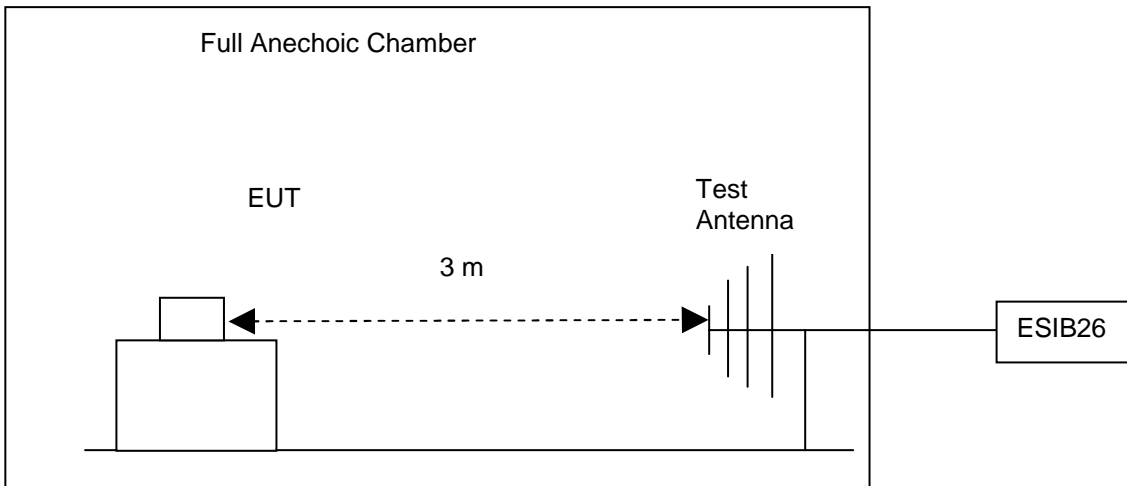 Full Anechoic Chamber
EUT
Test
Antenna
3 m
ESIB26